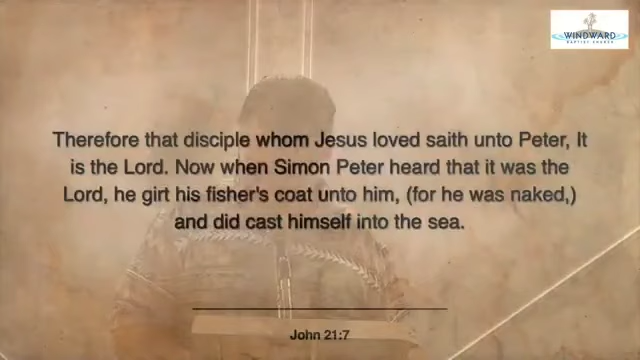 WINDWARD
BAPTIST CHURCH
Therefore that disciple whom Jesus loved saith unto Peter, It
is the Lord. Now when Simon Peter heard that it was the
Lord, he girt his fisher's coat unto him, (for he was naked,)
and did cast himself into the sea.
John 21:7